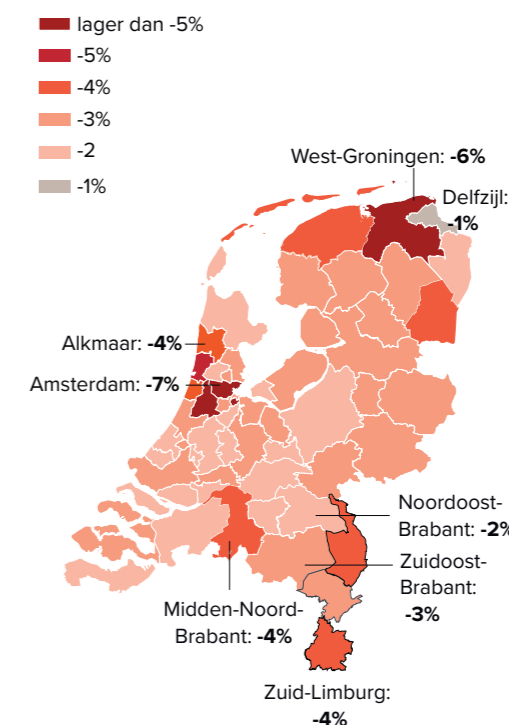 lager dan -5%
-5%
-4%
-3%
-2
-1%
West-Groningen: -6%
Delfzijl:
-1%
Alkmaar: -4%
Amsterdam: -7%
Noordoost-
Brabant: -2%
Zuidoost-
Brabant:
-3%
Midden-Noord-
Brabant: -4%
Zuid-Limburg:
-4%